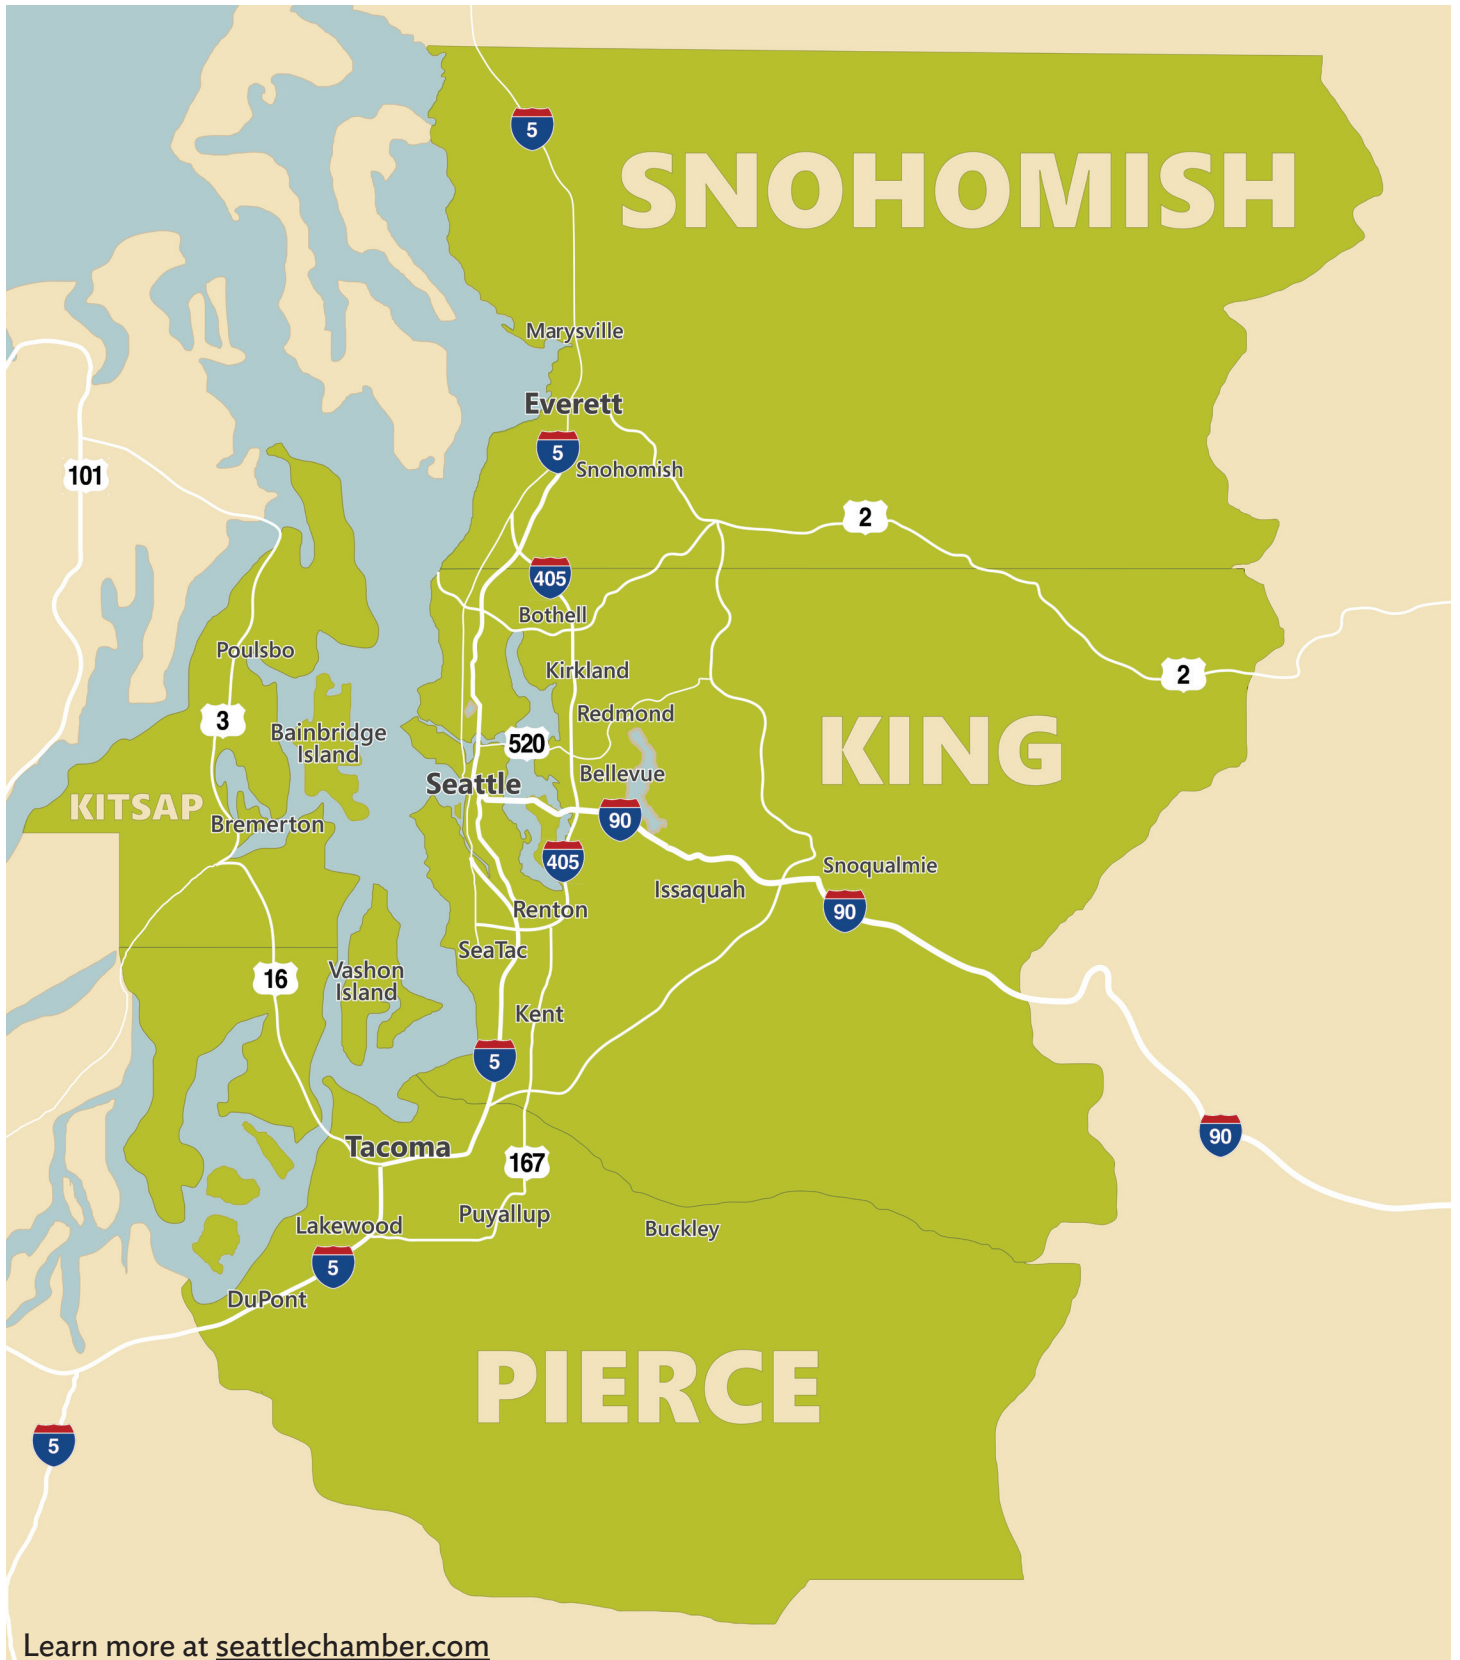 5
SNOHOMISH
Marysville
Everett
5
Snohomish
101
2
405
Bothell
Poulsbo
Kirkland
2
3
Redmond
Bainbridge
Island
520
KING
Seattle
Bellevue
KITSAP
Bremerton
90
405
Snoqualmie
Issaquah
Renton
90
SeaTac
16
Vashon
Island
Kent
5
90
Tacoma
167
Lakewood
Puyallup
Buckley
5
DuPont
PIERCE
5
Learn more at seattlechamber.com